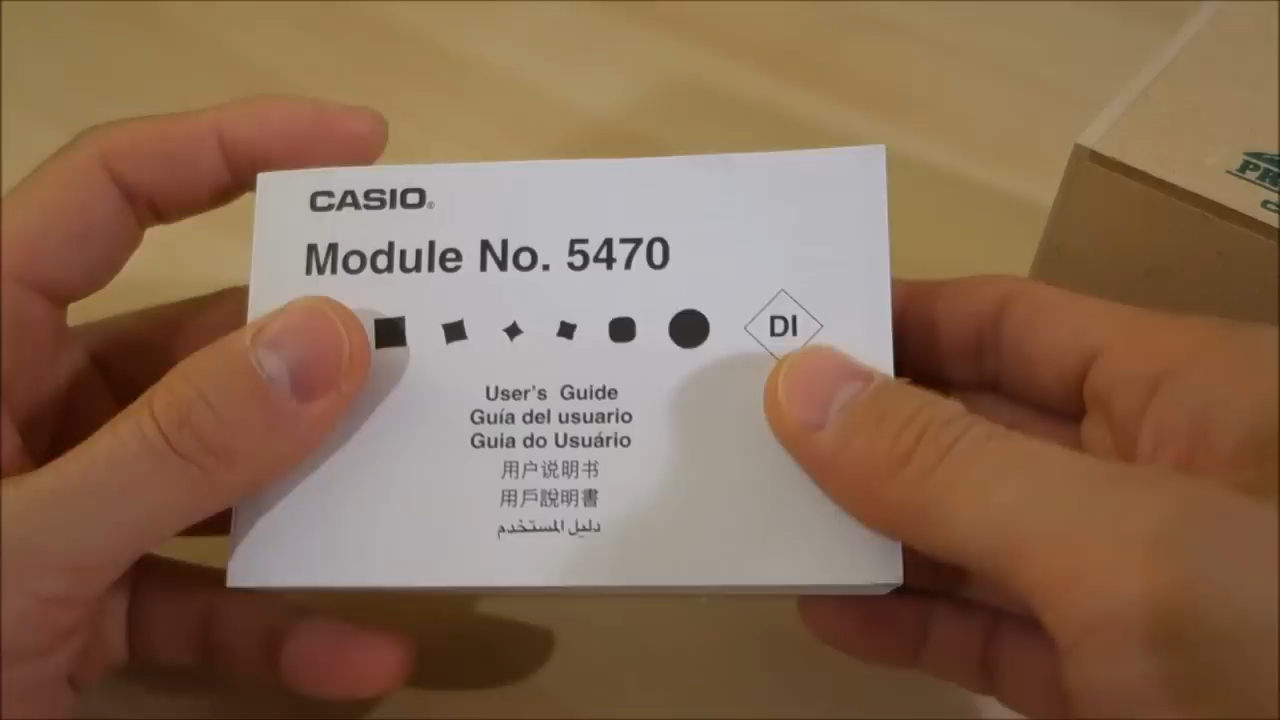 CASIO®
Module No. 5470
DI
User's Guide
Guía del usuario
Guia do Usuário
用户说明书
用戶說明書
دليل المستخدم